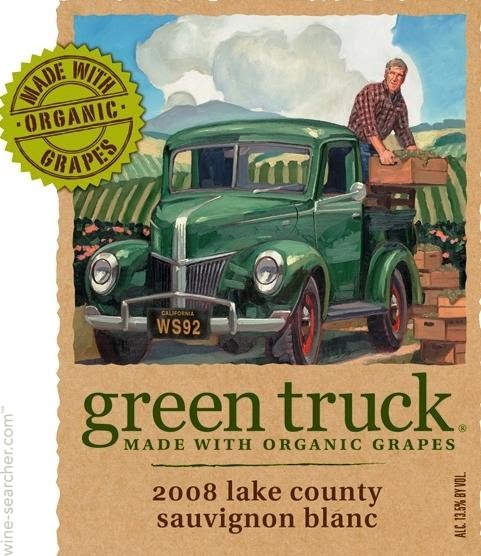 MADE WITH
· ORGANIC ·
GRAPES
CALIFORNIA
WS92
green truck®
MADE WITH ORGANIC GRAPES
2008 lake county
sauvignon blanc
ALC. 13.5% BY VOL.
wine-searcher.com™